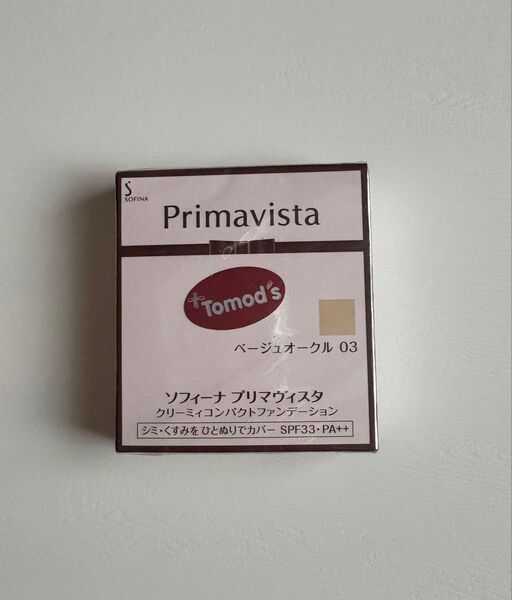 SOFINA
Primavista
Tomod's
ベージュオークル 03
ソフィーナ プリマヴィスタ
クリーミィコンパクトファンデーション
シミ・くすみを ひとぬりでカバー SPF33・PA++